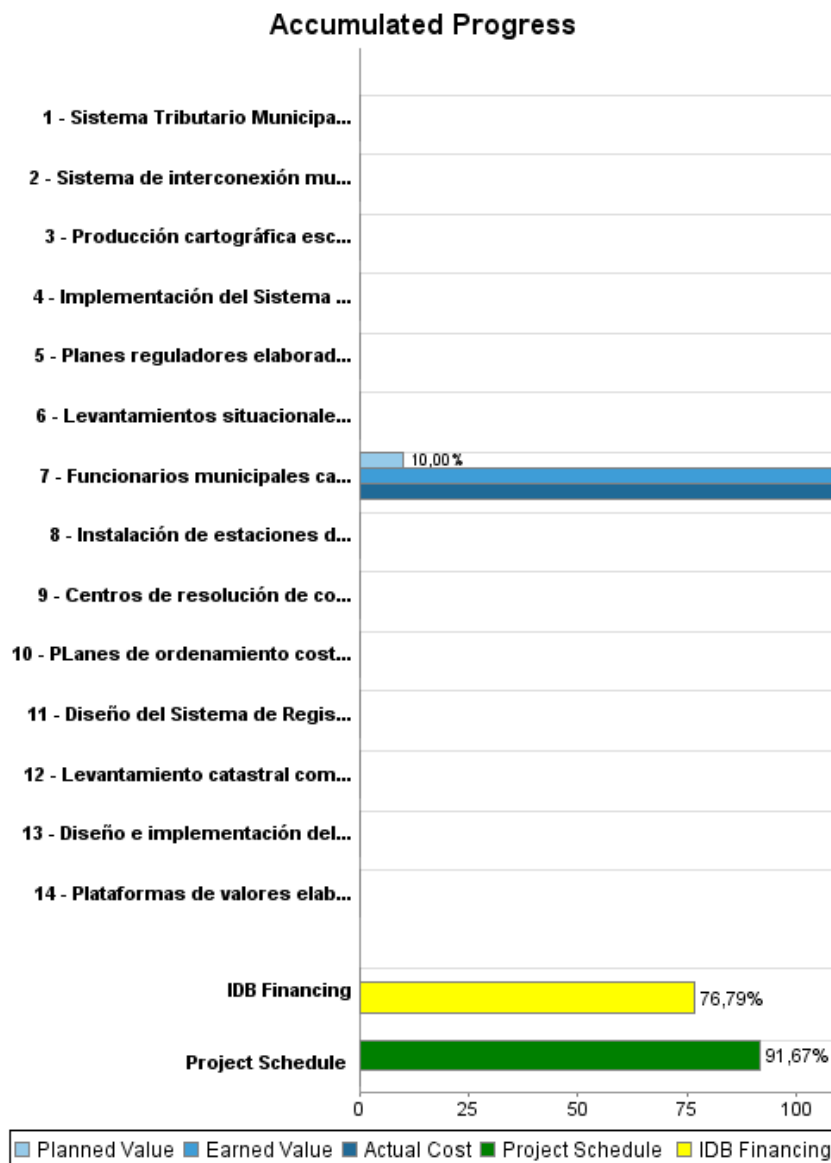 Accumulated Progress
1 - Sistema Tributario Municipa...
2 - Sistema de interconexión mu...
3 - Producción cartográfica esc...
4 - Implementación del Sistema ...
5 - Planes reguladores elaborad...
6 - Levantamientos situacionale...
10,00%
7 - Funcionarios municipales ca...
8 - Instalación de estaciones d...
9 - Centros de resolución de co...
10 - PLanes de ordenamiento cost...
11 - Diseño del Sistema de Regis...
12 - Levantamiento catastral com...
13 - Diseño e implementación del...
14 - Plataformas de valores elab...
IDB Financing 76,79%
Project Schedule 91,67%
0 25 50 75 100
Planned Value Earned Value Actual Cost Project Schedule IDB Financing